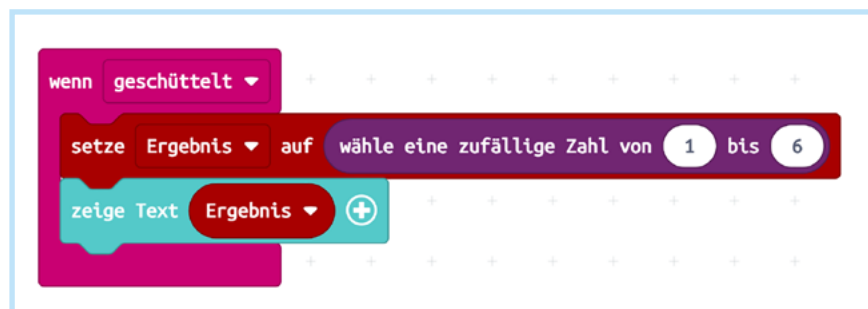 wenn geschüttelt
setze Ergebnis auf wähle eine zufällige Zahl von 1 bis 6
zeige Text Ergebnis